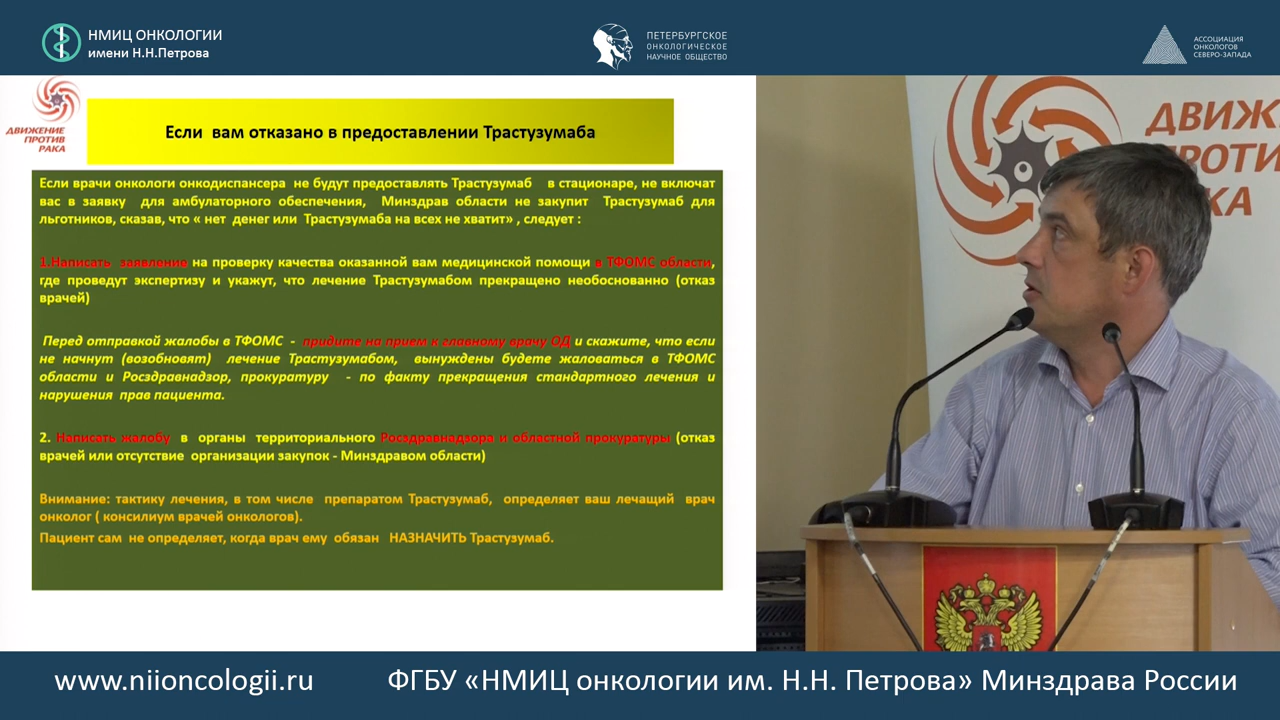 НМИЦ ОНКОЛОГИИ
имени Н.Н.Петрова
ПЕТЕРБУРГСКОЕ
ОНКОЛОГИЧЕСКОЕ
НАУЧНОЕ ОБЩЕСТВО
АССОЦИАЦИЯ
ОНКОЛОГОВ
СЕВЕРО-ЗАПАДА
ДВИЖЕНИЕ
ПРОТИВ
РАКА
Если вам отказано в предоставлении Трастузумаба
Если врачи онкологи онкодиспансера не будут предоставлять Трастузумаб в стационаре, не включат
вас в заявку для амбулаторного обеспечения, Минздрав области не закупит Трастузумаб для
льготников, сказав, что « нет денег или Трастузумаба на всех не хватит» , следует :
1.Написать заявление на проверку качества оказанной вам медицинской помощи в ТФОМС области,
где проведут экспертизу и укажут, что лечение Трастузумабом прекращено необоснованно (отказ
врачей)
Перед отправкой жалобы в ТФОМС - придите на прием к главному врачу ОД и скажите, что если
не начнут (возобновят) лечение Трастузумабом, вынуждены будете жаловаться в ТФОМС
области и Росздравнадзор, прокуратуру - по факту прекращения стандартного лечения и
нарушения прав пациента.
2. Написать жалобу в органы территориального Росздравнадзора и областной прокуратуры (отказ
врачей или отсутствие организации закупок - Минздравом области)
Внимание: тактику лечения, в том числе препаратом Трастузумаб, определяет ваш лечащий врач
онколог ( консилиум врачей онкологов).
Пациент сам не определяет, когда врач ему обязан НАЗНАЧИТЬ Трастузумаб.
ДВИЖ
ПРОТИ
РАКА
www.niioncologii.ru
ФГБУ «НМИЦ онкологии им. Н.Н. Петрова» Минздрава России